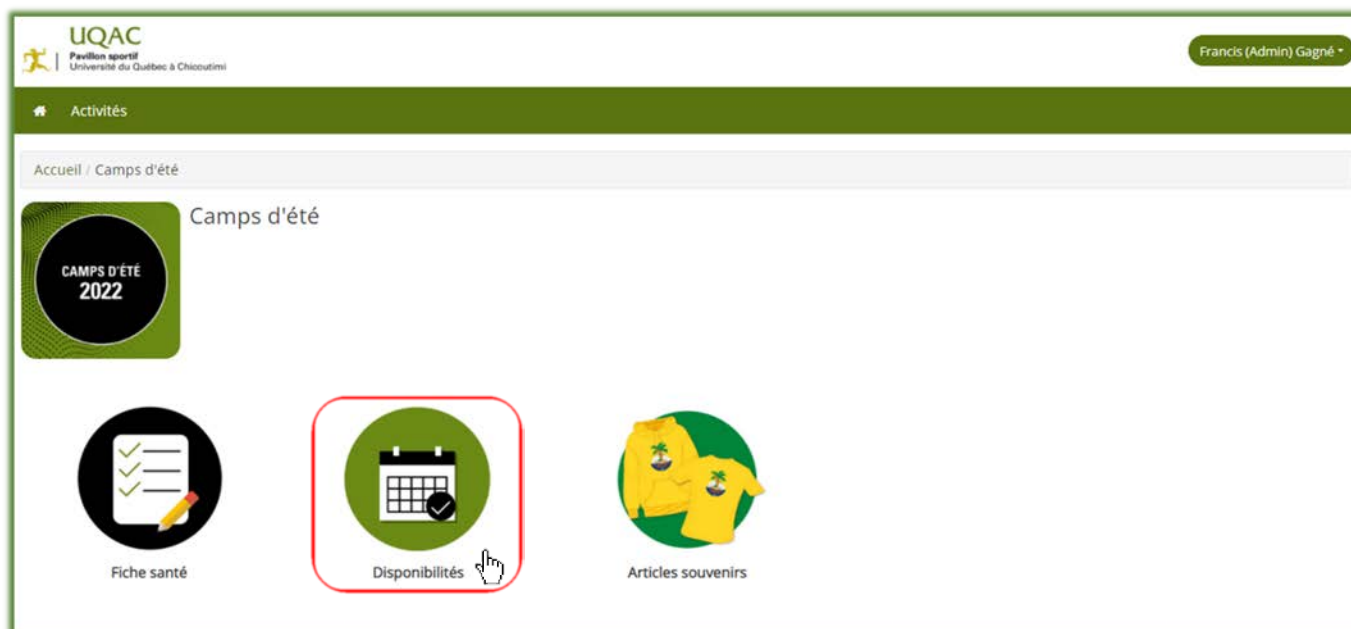 UQAC
Pavillon sportif
Université du Québec à Chicoutimi
Francis (Admin) Gagné
Activités
Accueil / Camps d'été
Camps d'été
CAMPS D'ÉTÉ
2022
Fiche santé
Disponibilités
Articles souvenirs